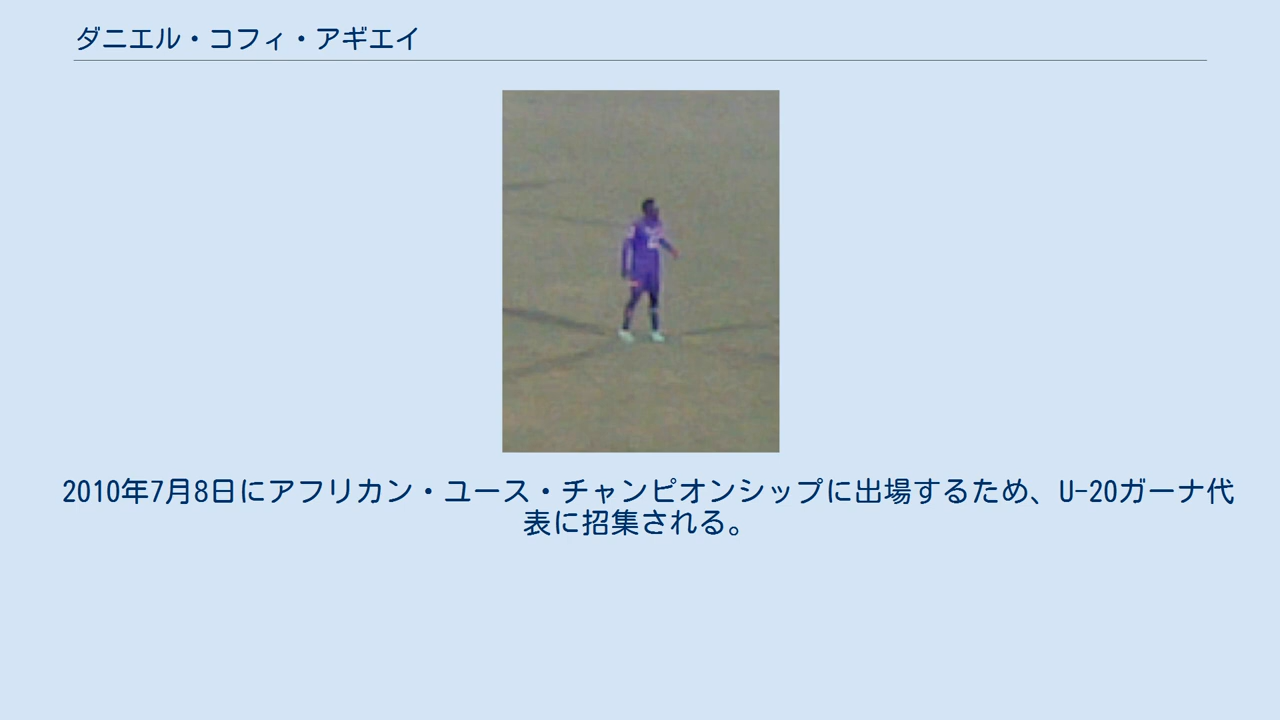 ダニエル・コフィ・アギエイ
2010年7月8日にアフリカン・ユース・チャンピオンシップに出場するため、U-20ガーナ代
表に招集される。